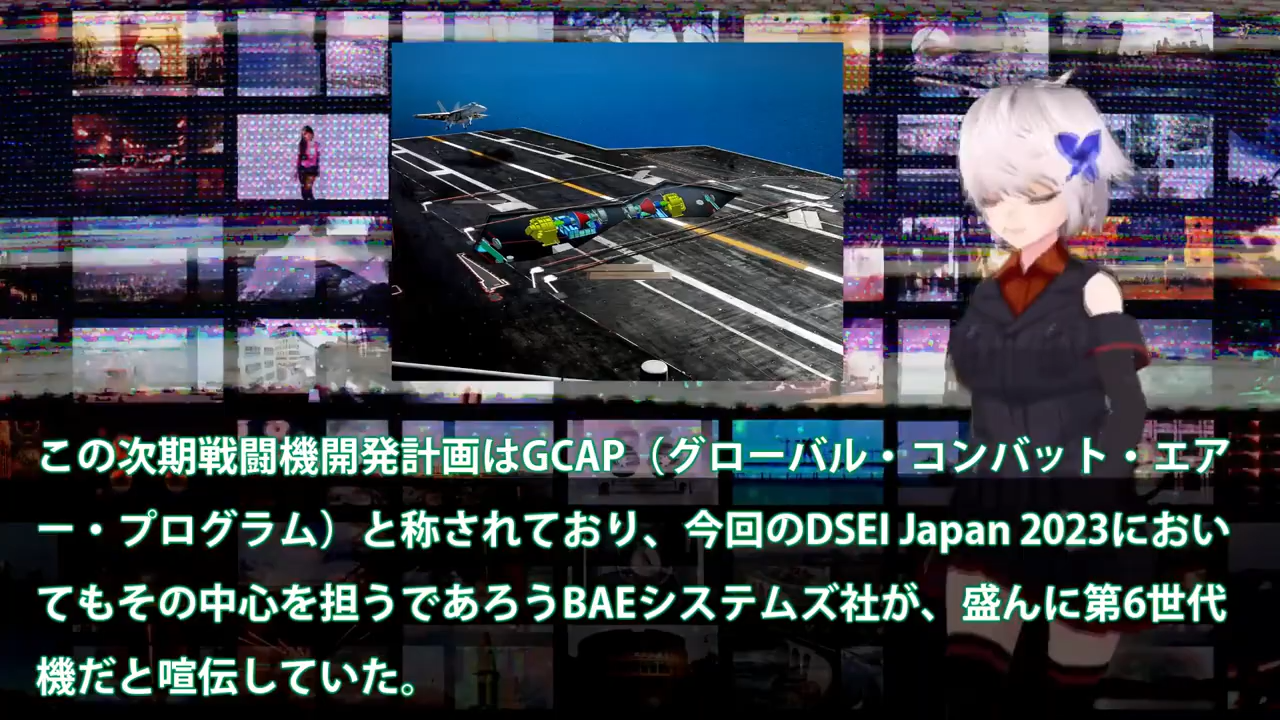 この次期戦闘機開発計画はGCAP（グローバル・コンバット・エア
ー・プログラム）と称されており、今回のDSEI Japan 2023におい
てもその中心を担うであろうBAEシステムズ社が、盛んに第6世代
機だと喧伝していた。